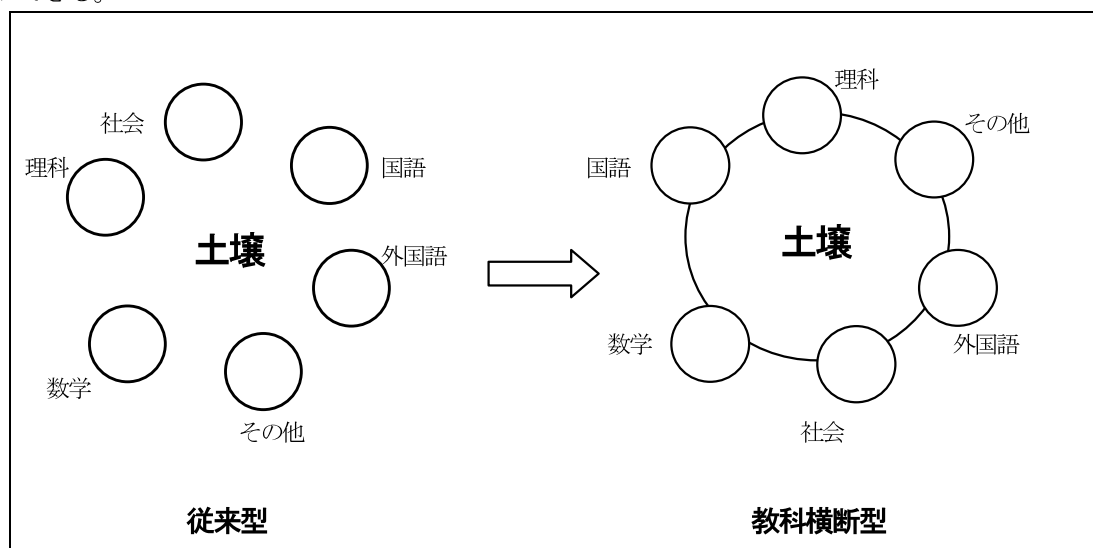 社会
理科
国語
土壌
外国語
数学
その他
従来型
理科
その他
国語
土壌
数学
外国語
社会
教科横断型